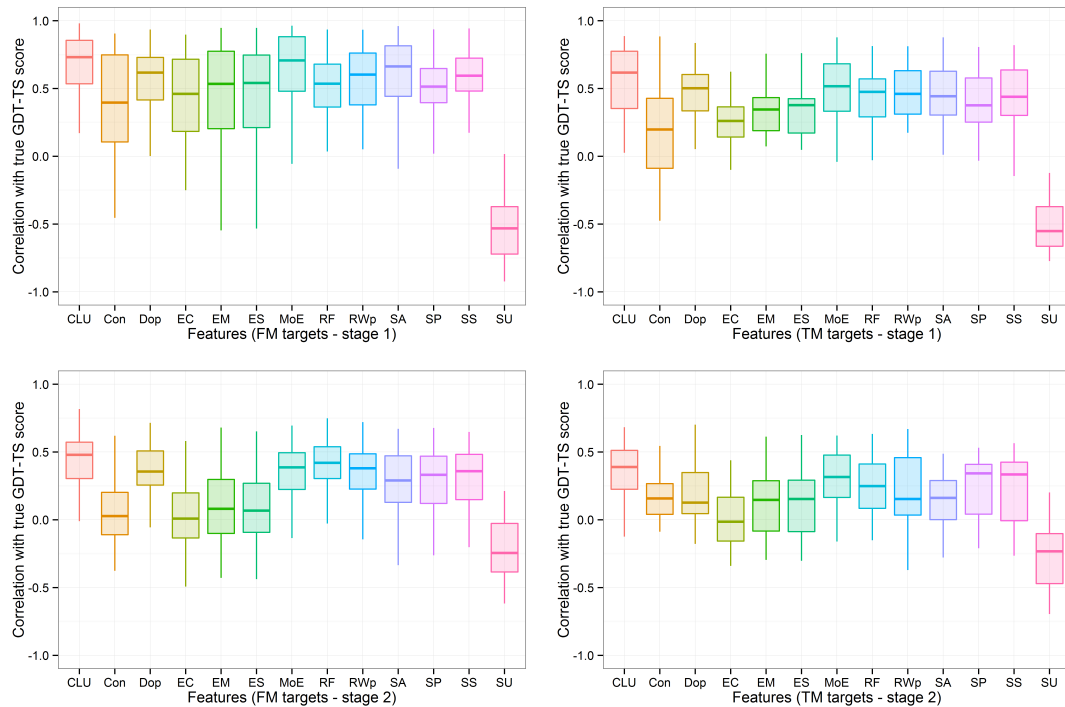 Correlation with true GDT-TS score
1.0
0.5
0.0
-0.5
-1.0
CLU Con Dop EC EM ES MoE RF RWp SA SP SS SU
Features (FM targets - stage 1)
Correlation with true GDT-TS score
1.0
0.5
0.0
-0.5
-1.0
CLU Con Dop EC EM ES MoE RF RWp SA SP SS SU
Features (TM targets - stage 1)
Correlation with true GDT-TS score
1.0
0.5
0.0
-0.5
-1.0
CLU Con Dop EC EM ES MoE RF RWp SA SP SS SU
Features (FM targets - stage 2)
Correlation with true GDT-TS score
1.0
0.5
0.0
-0.5
-1.0
CLU Con Dop EC EM ES MoE RF RWp SA SP SS SU
Features (TM targets - stage 2)